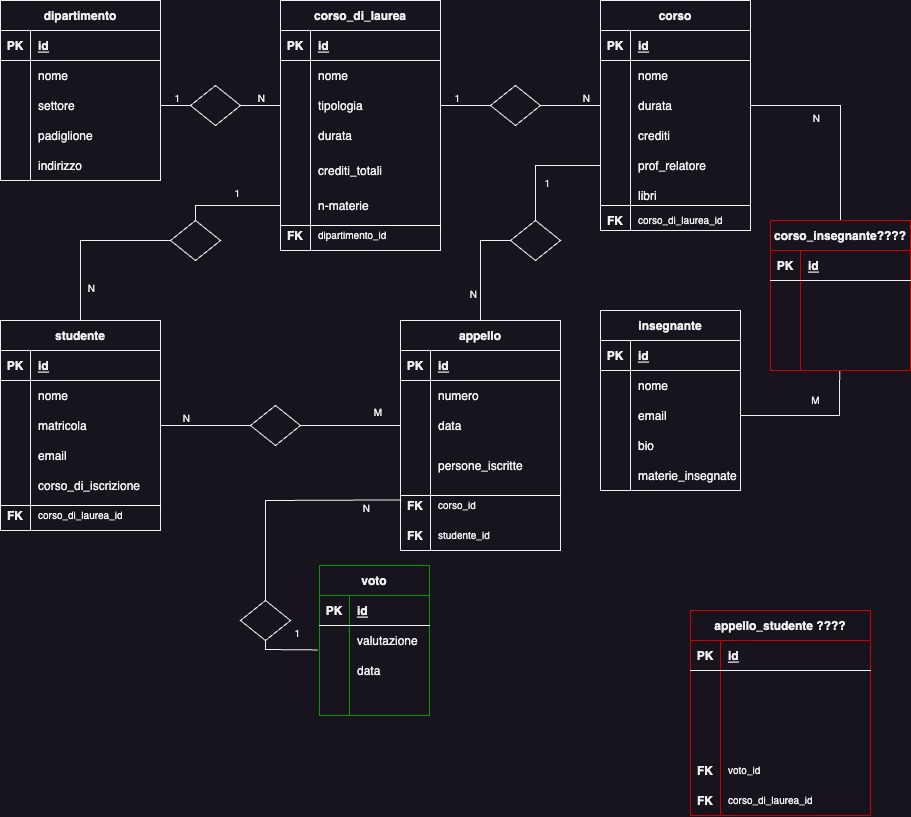 dipartimento
PK id
nome
settore
padiglione
indirizzo
1
N
corso_di_laurea
PK id
nome
tipologia
durata
crediti_totali
n-materie
FK dipartimento_id
1
N
corso
PK id
nome
durata
crediti
prof_relatore
libri
FK corso_di_laurea_id
N
1
N
1
N
corso_insegnante????
PK id
M
studente
PK id
nome
matricola
email
corso_di_iscrizione
FK corso_di_laurea_id
N
M
appello
PK id
numero
data
persone_iscritte
FK corso_id
FK studente_id
insegnante
PK id
nome
email
bio
materie_insegnate
N
1
voto
PK id
valutazione
data
appello_studente ????
PK id
FK voto_id
FK corso_di_laurea_id